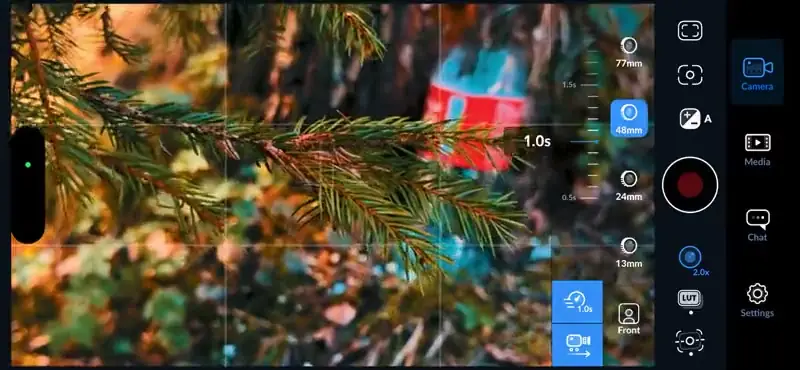 77mm
1.5s
48mm
1.0s
24mm
0.5s
13mm
1.0s
Front
A
2.0x
LUT
Camera
Media
Chat
Settings